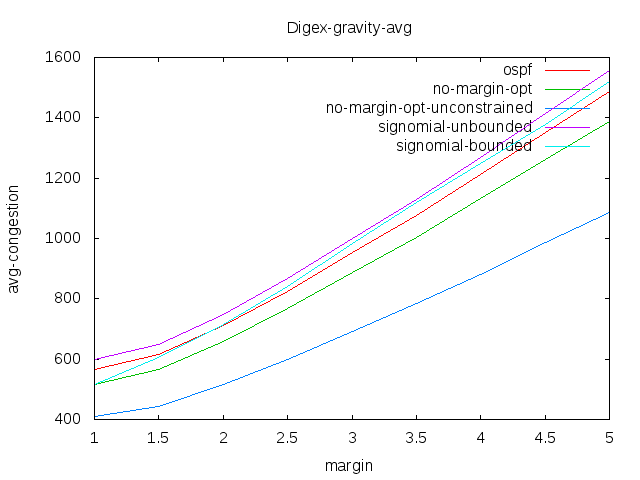 Digex-gravity-avg
1600
1400
1200
1000
800
600
400
avg-congestion
ospf
no-margin-opt
no-margin-opt-unconstrained
signomial-unbounded
signomial-bounded
1 1.5 2 2.5 3 3.5 4 4.5 5
margin